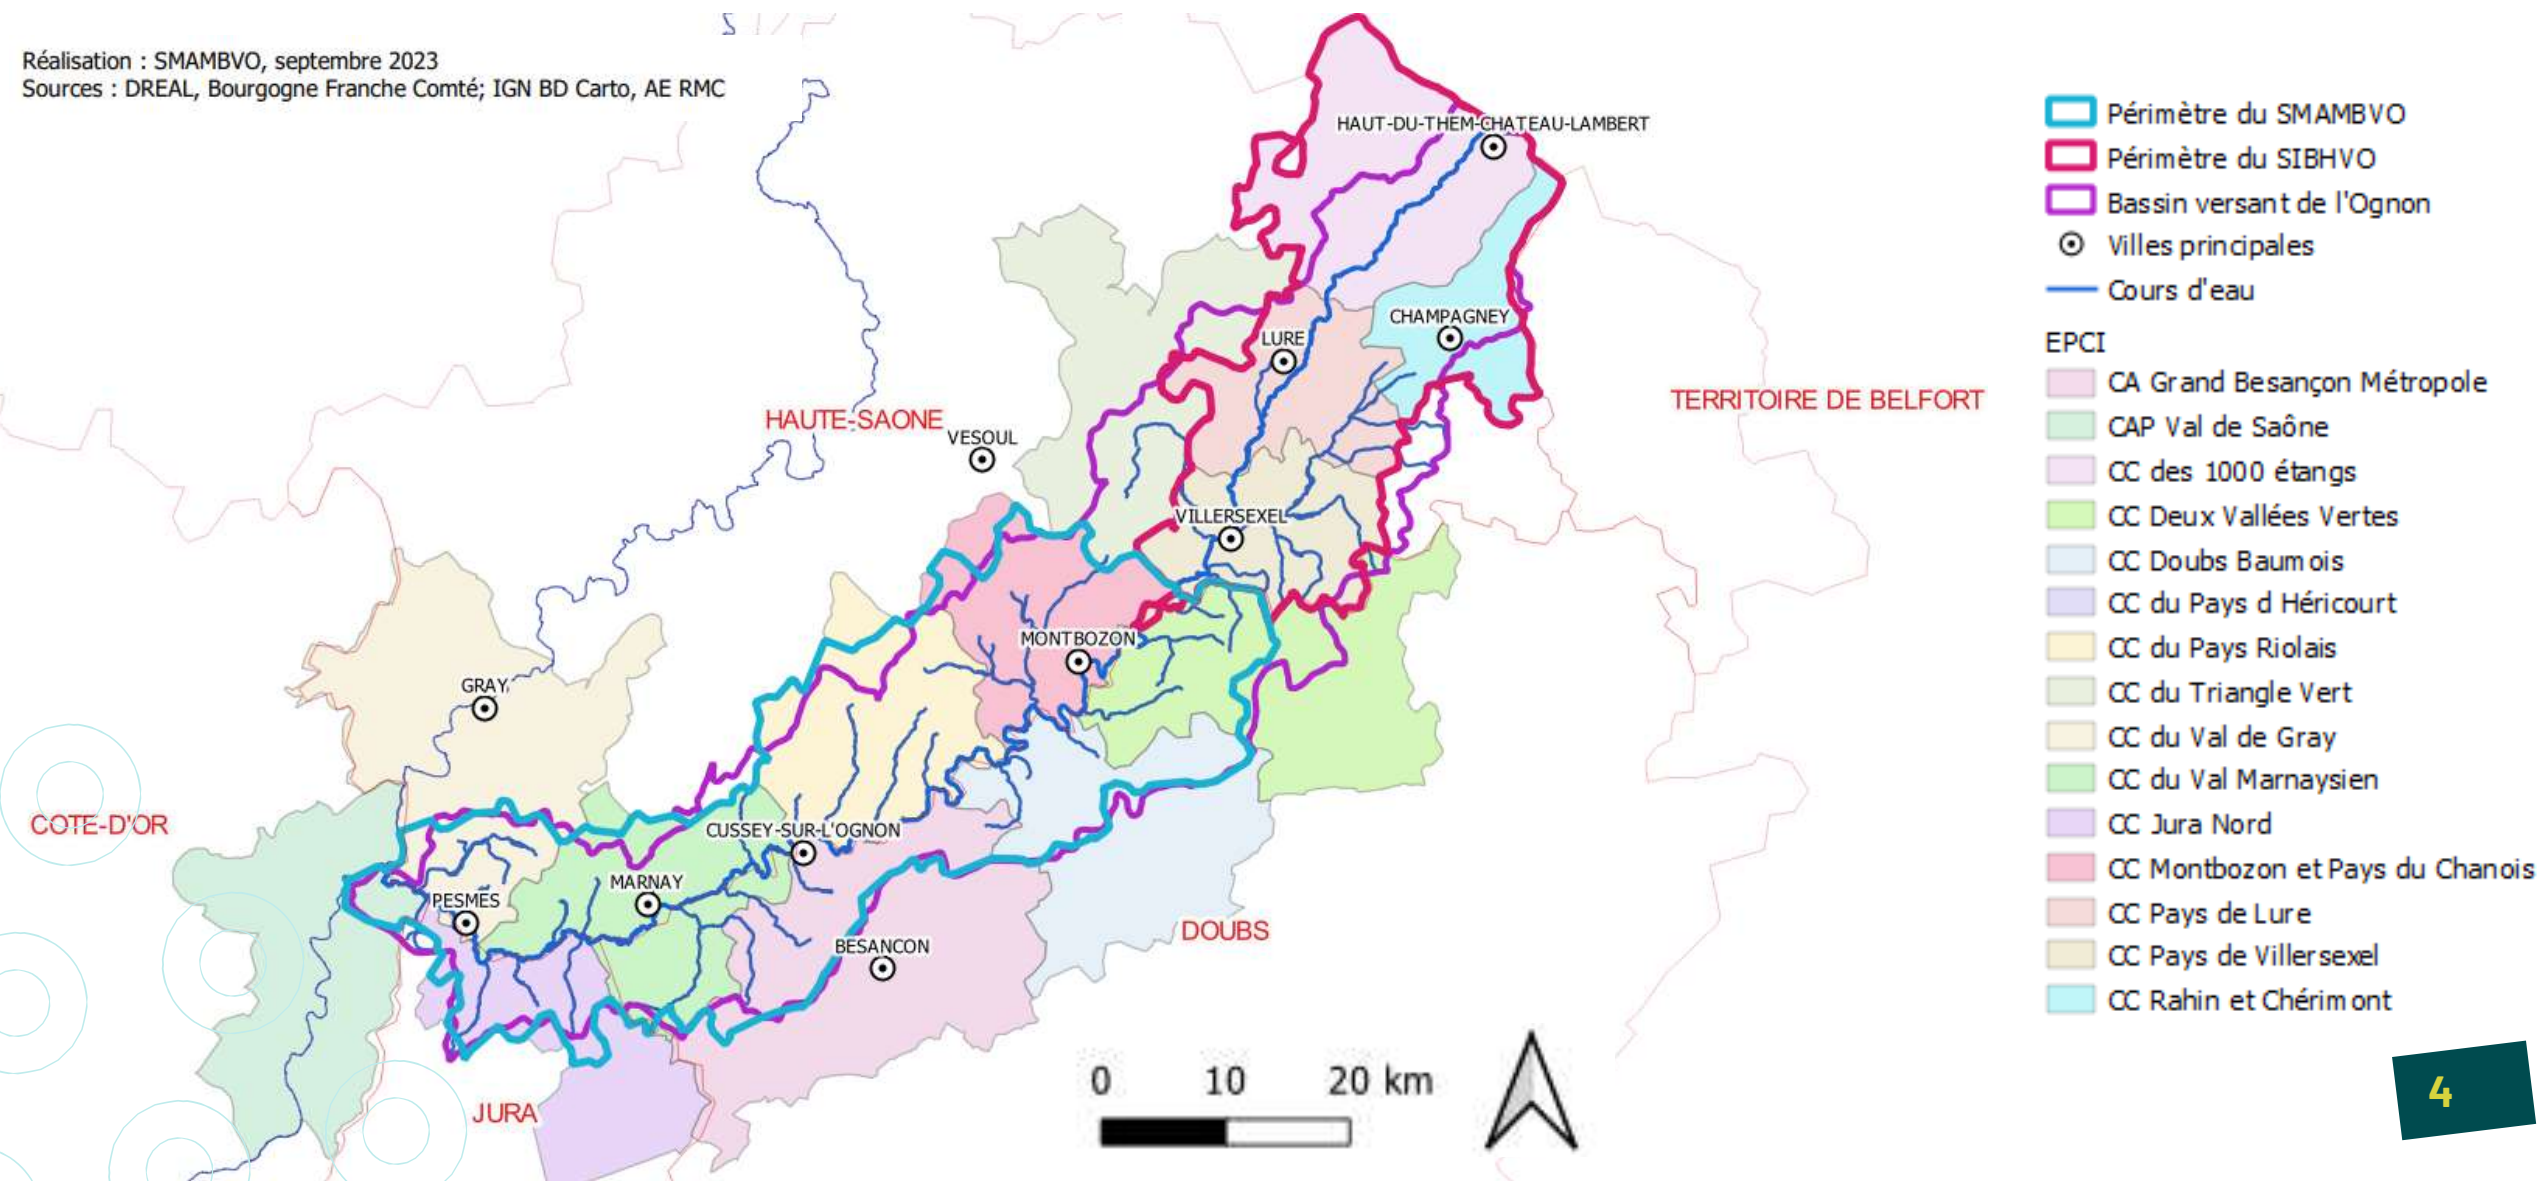 Réalisation : SMAMBVO, septembre 2023
Sources : DREAL, Bourgogne Franche Comté; IGN BD Carto, AE RMC
HAUT-DU-THEM-CHATEAU-LAMBERT
CHAMPAGNEY
LURE
TERRITOIRE DE BELFORT
HAUTE-SAONE
VESOUL
VILLERSEXEL
MONTBOZON
GRAY
COTE-D'OR
CUSSEY-SUR-L'OGNON
MARNAY
PESMES
DOUBS
BESANCON
JURA
0 10 20 km
Périmètre du SMAMBVO
Périmètre du SIBHVO
Bassin versant de l'Ognon
Villes principales
Cours d'eau
EPCI
CA Grand Besançon Métropole
CAP Val de Saône
CC des 1000 étangs
CC Deux Vallées Vertes
CC Doubs Baumois
CC du Pays d Héricourt
CC du Pays Riolais
CC du Triangle Vert
CC du Val de Gray
CC du Val Marnaysien
CC Jura Nord
CC Montbozon et Pays du Chanois
CC Pays de Lure
CC Pays de Villersexel
CC Rahin et Chérimont
4